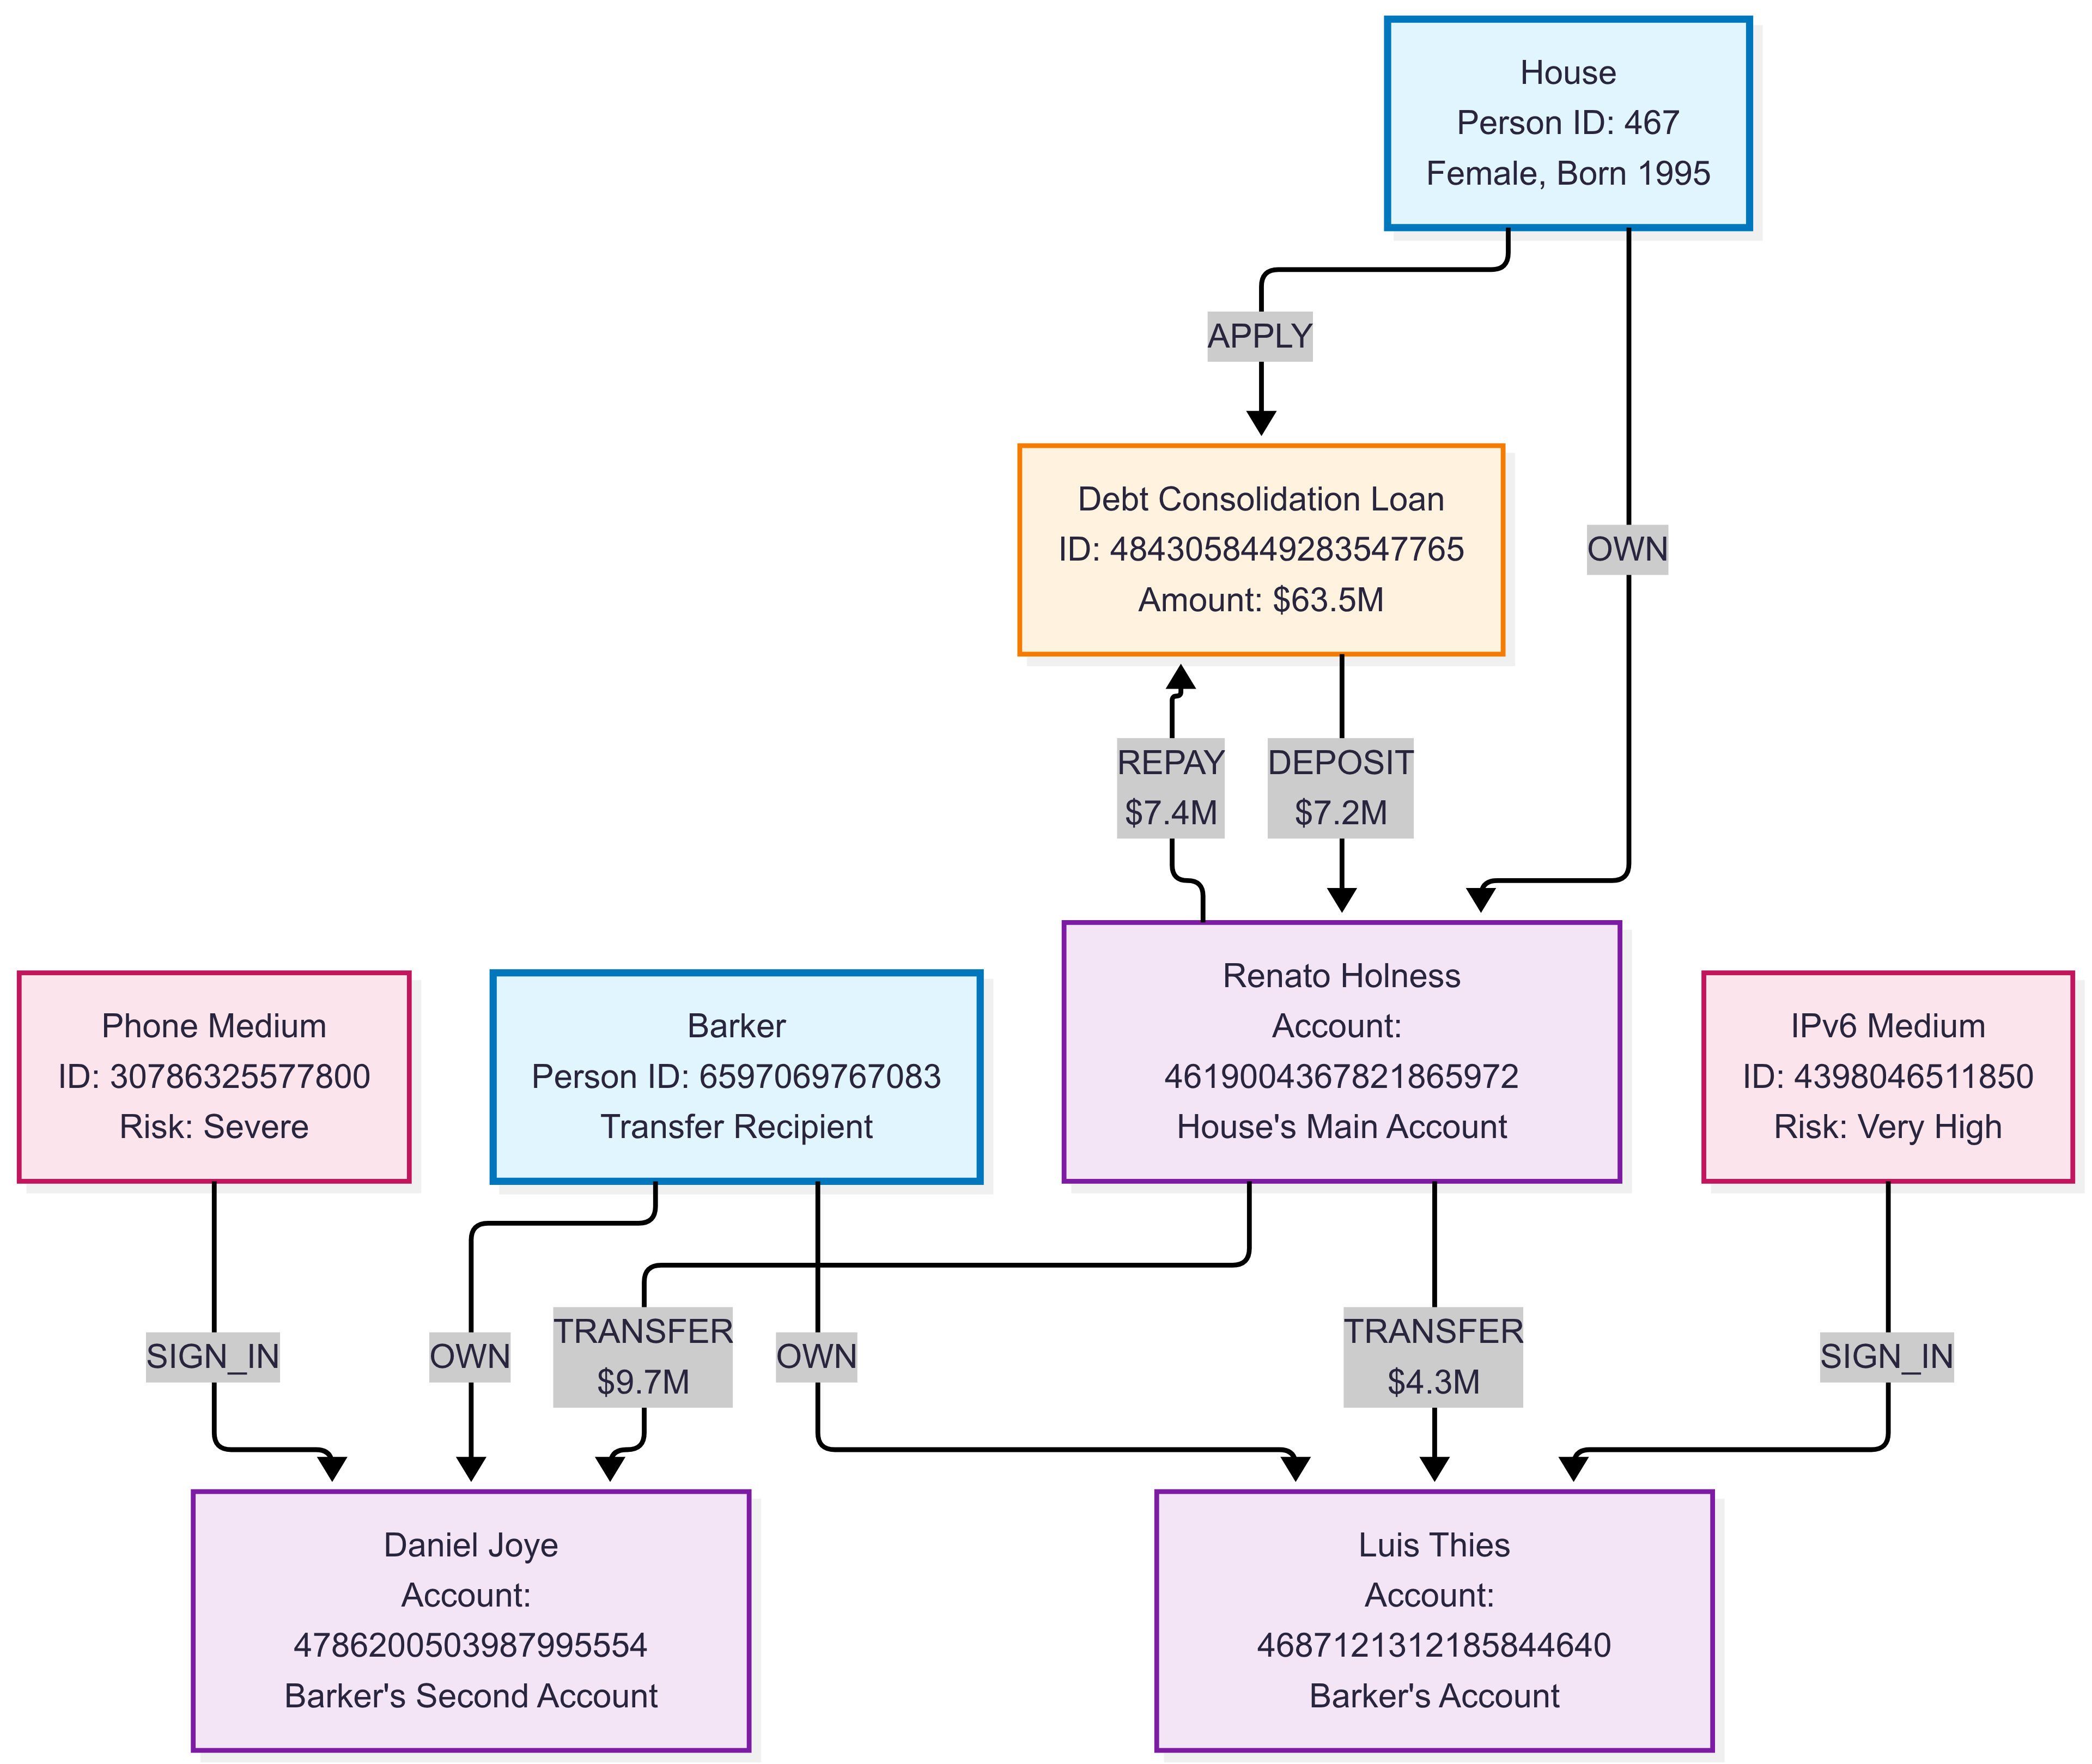 House
Person ID: 467
Female, Born 1995
APPLY
Debt Consolidation Loan
ID: 4843058449283547765
Amount: $63.5M
OWN
REPAY
$7.4M
DEPOSIT
$7.2M
Phone Medium
ID: 30786325577800
Risk: Severe
Barker
Person ID: 6597069767083
Transfer Recipient
Renato Holness
Account:
4619004367821865972
House's Main Account
IPv6 Medium
ID: 4398046511850
Risk: Very High
SIGN_IN
OWN
TRANSFER
$9.7M
OWN
TRANSFER
$4.3M
SIGN_IN
Daniel Joye
Account:
4786200503987995554
Barker's Second Account
Luis Thies
Account:
4687121312185844640
Barker's Account